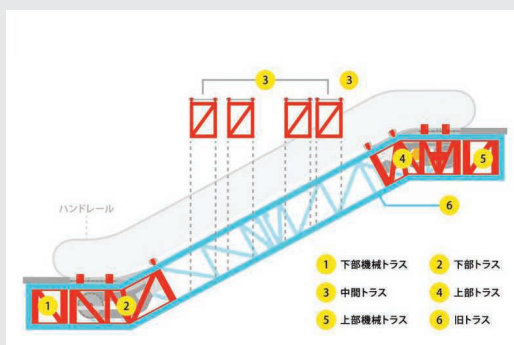 3 3
ハンドレール
4
5
6
1 2
1 下部機械トラス 2 下部トラス
3 中間トラス 4 上部トラス
5 上部機械トラス 6 旧トラス